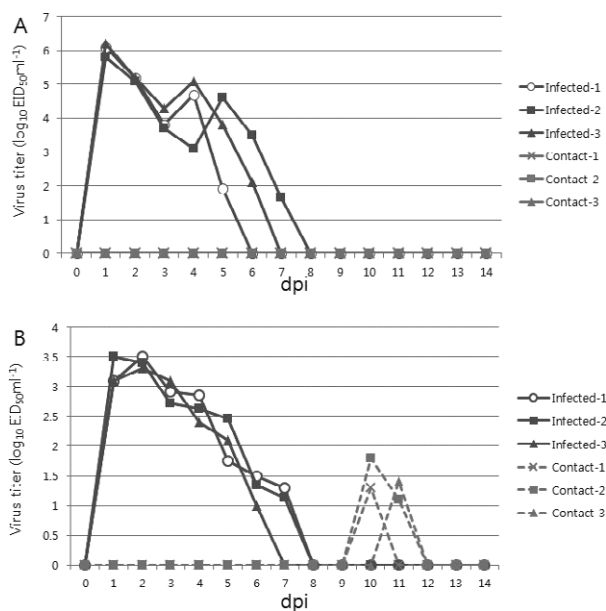 A
Virus titer (log10 EID50ml-1)
7
6
5
4
3
2
1
0
0 1 2 3 4 5 6 7 8 9 10 11 12 13 14
dpi
Infected-1
Infected-2
Infected-3
Contact-1
Contact-2
Contact-3
B
Virus titer (log10 EID50ml-1)
4
3.5
3
2.5
2
1.5
1
0.5
0
0 1 2 3 4 5 6 7 8 9 10 11 12 13 14
dpi
Infected-1
Infected-2
Infected-3
Contact-1
Contact-2
Contact 3